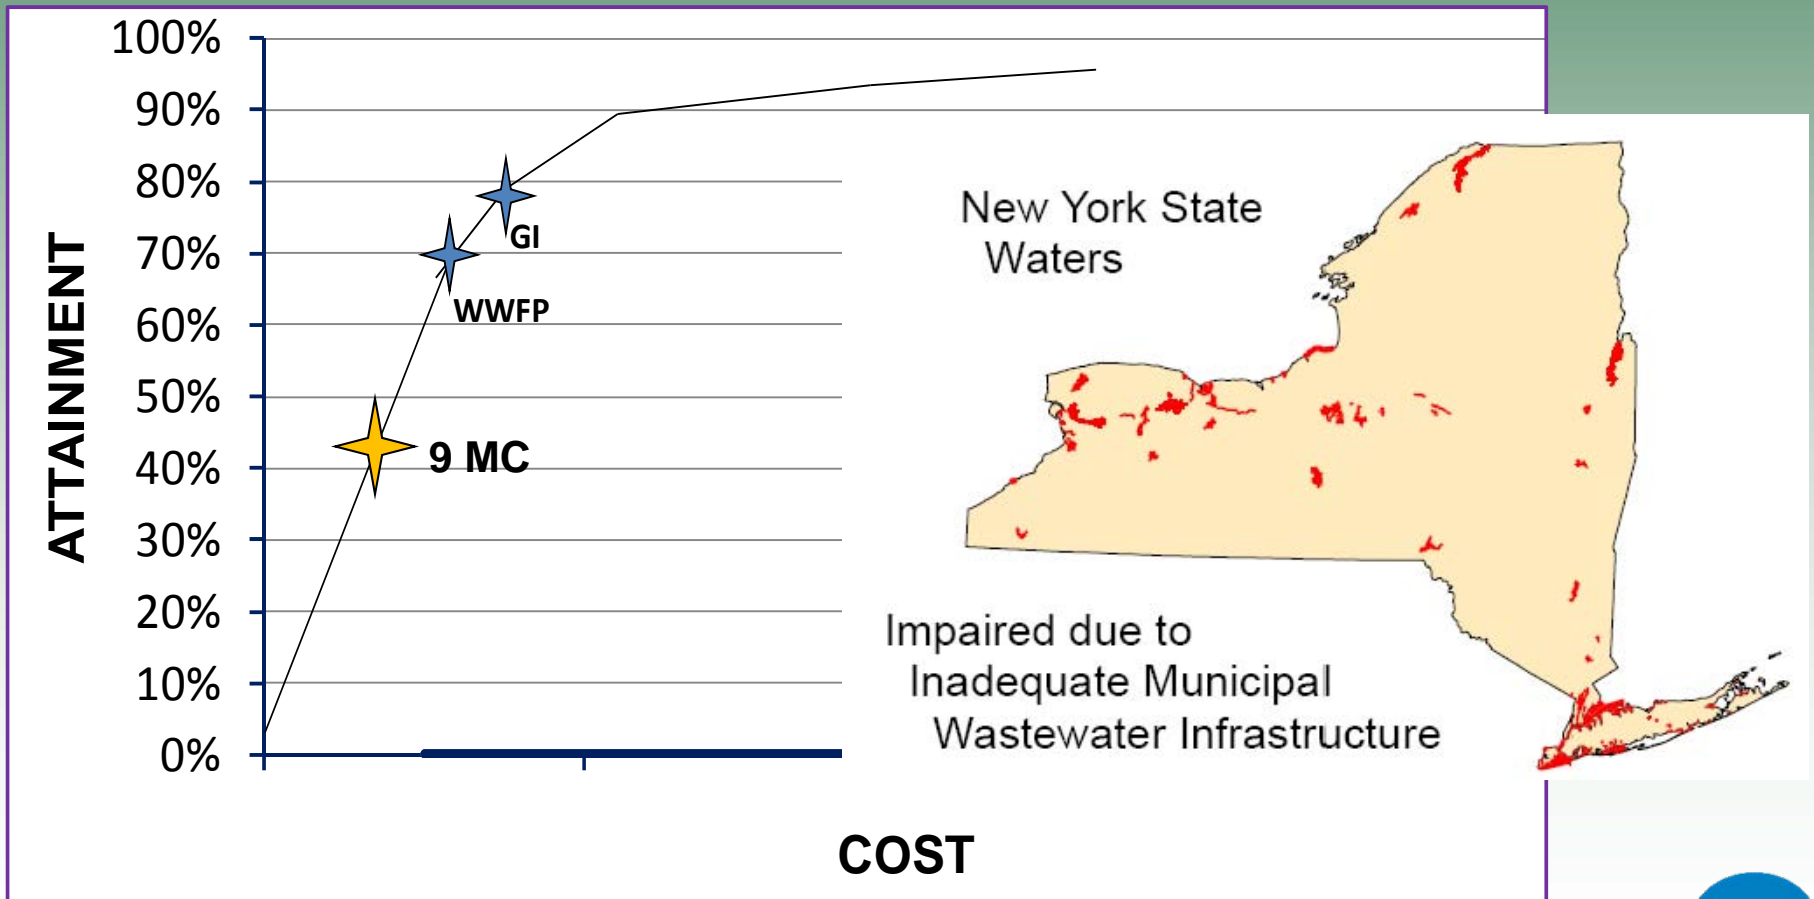 100%
90%
80%
70%
60%
50%
40%
30%
20%
10%
0%
ATTAINMENT
GI
WWFP
9 MC
COST
New York State
Waters
Impaired due to
Inadequate Municipal
Wastewater Infrastructure